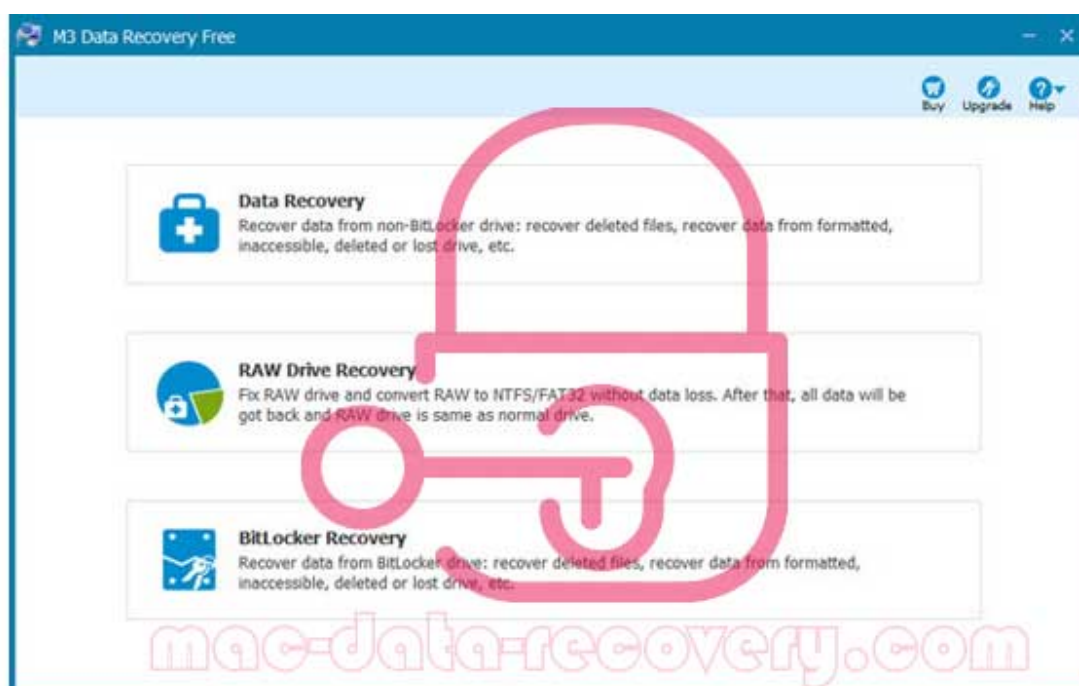 M3 Data Recovery Free
Buy Upgrade Help
Data Recovery
Recover data from non-BitLocker drive: recover deleted files, recover data from formatted,
inaccessible, deleted or lost drive, etc.
RAW Drive Recovery
Fix RAW drive and convert RAW to NTFS/FAT32 without data loss. After that, all data will be
got back and RAW drive is same as normal drive.
BitLocker Recovery
Recover data from BitLocker drive: recover deleted files, recover data from formatted,
inaccessible, deleted or lost drive, etc.
mac-data-recovery.com